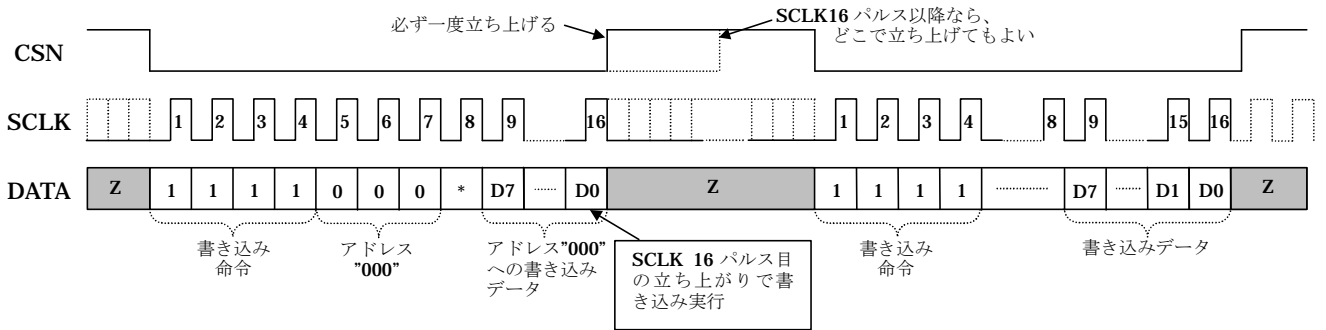 必ず一度立ち上げる
SCLK16 パルス以降なら、
どこで立ち上げてもよい
CSN
SCLK
1 2 3 4 5 6 7 8 9 16 1 2 3 4 8 9 15 16
DATA
Z 1 1 1 1 0 0 0 * D7 ...... D0 Z 1 1 1 1 ............... D7 ...... D1 D0 Z
書き込み
命令
アドレス
"000"
アドレス"000"
への書き込み
データ
SCLK 16 パルス目
の立ち上がりで書
き込み実行
書き込み
命令
書き込みデータ